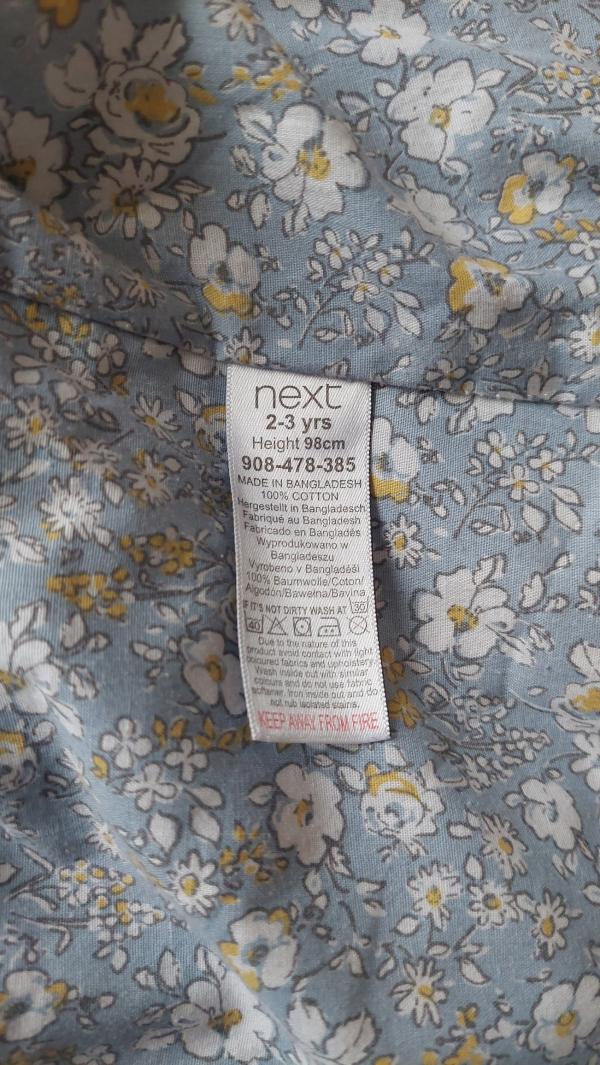 next
2-3 yrs
Height 98cm
908-478-385
MADE IN BANGLADESH
100% COTTON
Hergestellt in Bangladesch
Fabriqué au Bangladesh
Fabricado en Bangladés
Wyprodukowano w
Bangladeszu
Vyrobeno v Bangladéši
100% Baumwolle/Coton/
Algodón/Bawełna/Bavlna
IF IT'S NOT DIRTY WASH AT 30
40
Due to the nature of this
product avoid contact with light
coloured fabrics and upholstery.
Wash inside out with similar
colours and do not use fabric
softener. Iron inside out and do
not rub isolated stains.
KEEP AWAY FROM FIRE